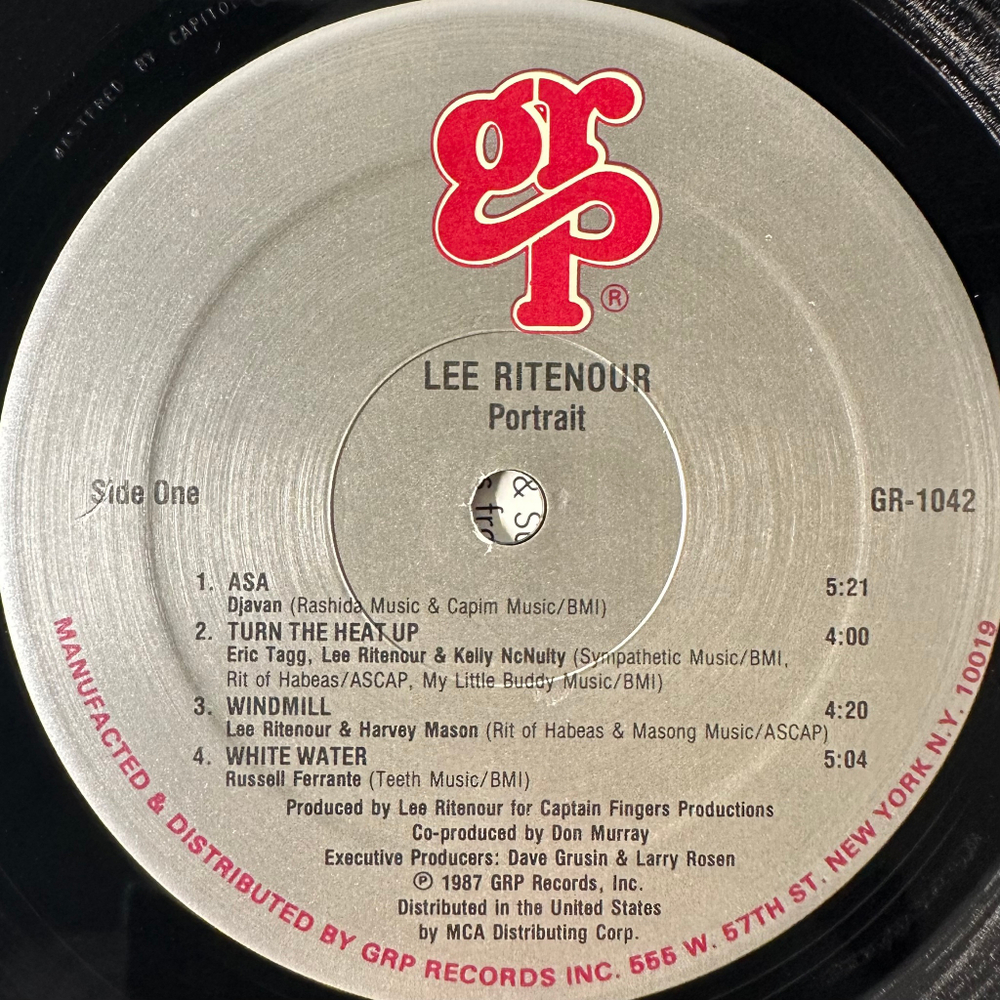 MASTERED BY CAPITOL
grp®
LEE RITENOUR
Portrait
Side One
GR-1042
& Su
s fro
1. ASA 5:21
Djavan (Rashida Music & Capim Music/BMI)
2. TURN THE HEAT UP 4:00
Eric Tagg, Lee Ritenour & Kelly NcNulty (Sympathetic Music/BMI,
Rit of Habeas/ASCAP, My Little Buddy Music/BMI)
3. WINDMILL 4:20
Lee Ritenour & Harvey Mason (Rit of Habeas & Masong Music/ASCAP)
4. WHITE WATER 5:04
Russell Ferrante (Teeth Music/BMI)
Produced by Lee Ritenour for Captain Fingers Productions
Co-produced by Don Murray
Executive Producers: Dave Grusin & Larry Rosen
℗ 1987 GRP Records, Inc.
Distributed in the United States
by MCA Distributing Corp.
MANUFACTED & DISTRIBUTED BY GRP RECORDS INC. 555 W. 57TH ST. NEW YORK N.Y. 10019